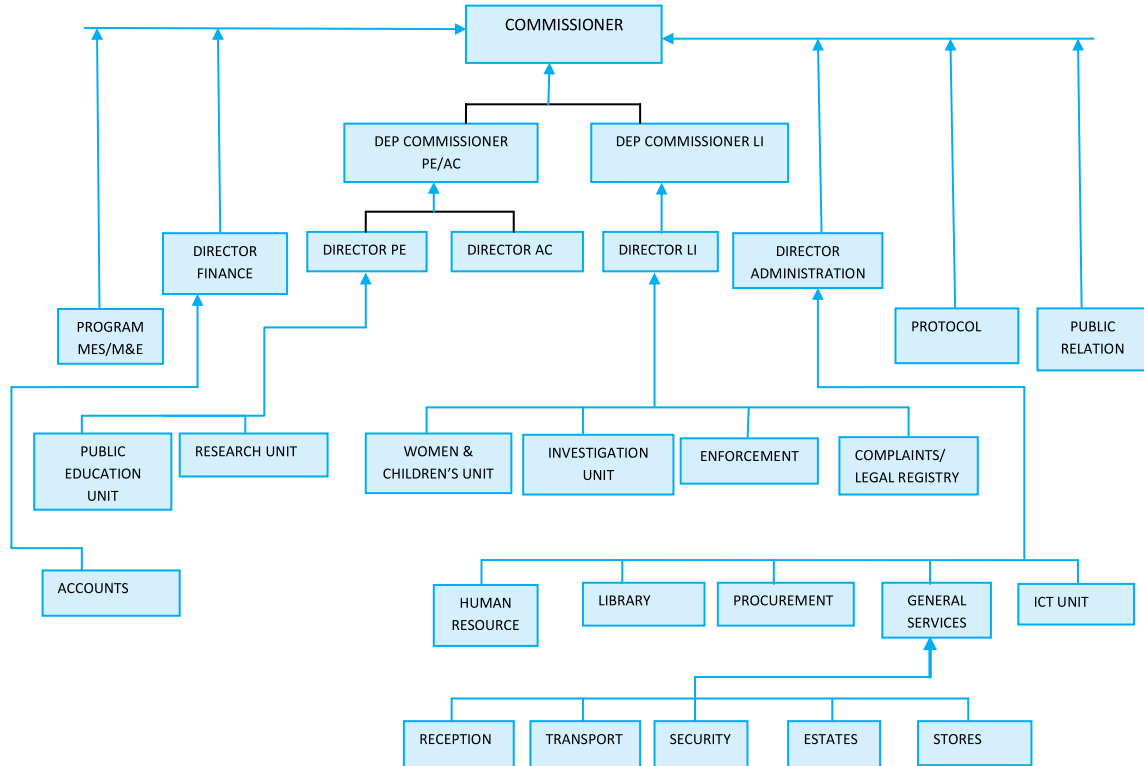 COMMISSIONER
DEP COMMISSIONER
PE/AC
DEP COMMISSIONER LI
DIRECTOR
FINANCE
DIRECTOR PE
DIRECTOR AC
DIRECTOR LI
DIRECTOR
ADMINISTRATION
PROGRAM
MES/M&E
PROTOCOL
PUBLIC
RELATION
PUBLIC
EDUCATION
UNIT
RESEARCH UNIT
WOMEN &
CHILDREN’S UNIT
INVESTIGATION
UNIT
ENFORCEMENT
COMPLAINTS/
LEGAL REGISTRY
ACCOUNTS
HUMAN
RESOURCE
LIBRARY
PROCUREMENT
GENERAL
SERVICES
ICT UNIT
RECEPTION
TRANSPORT
SECURITY
ESTATES
STORES